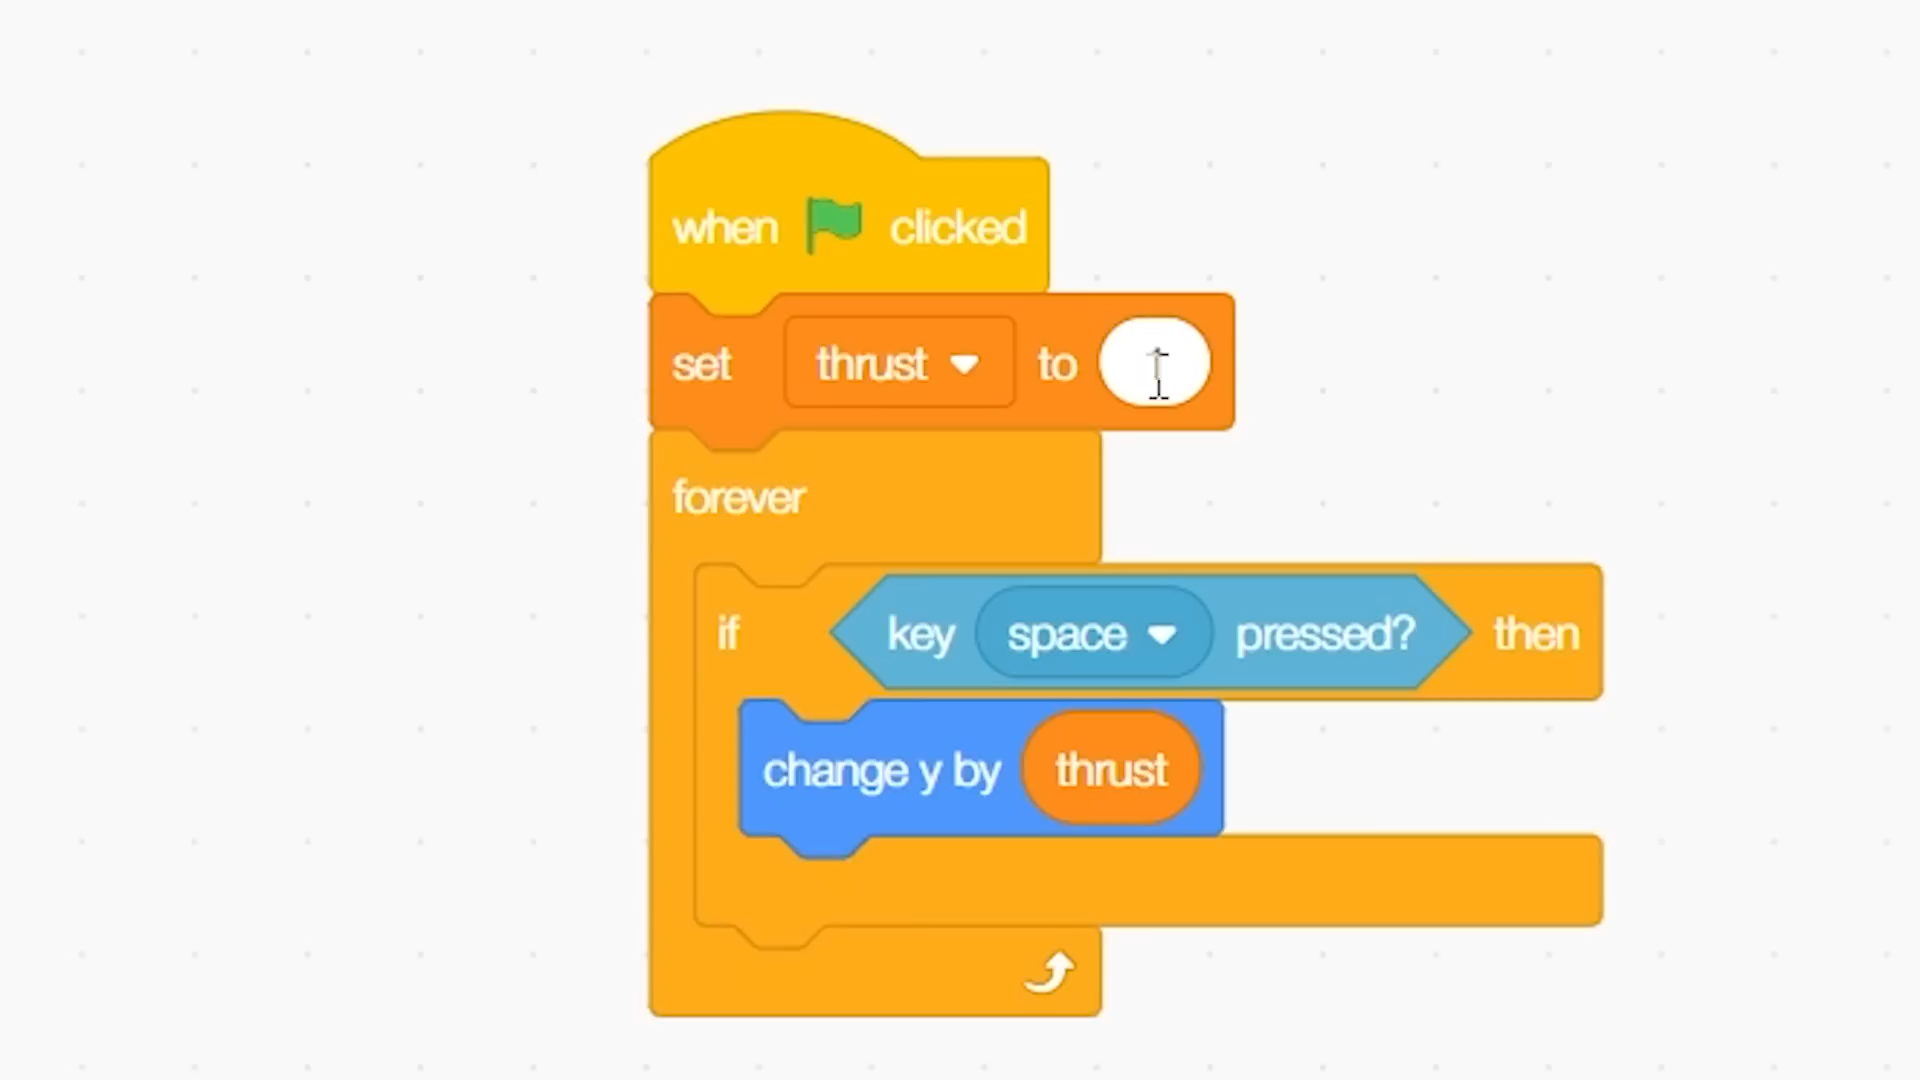 when clicked
set thrust to
forever
if key space pressed? then
change y by thrust